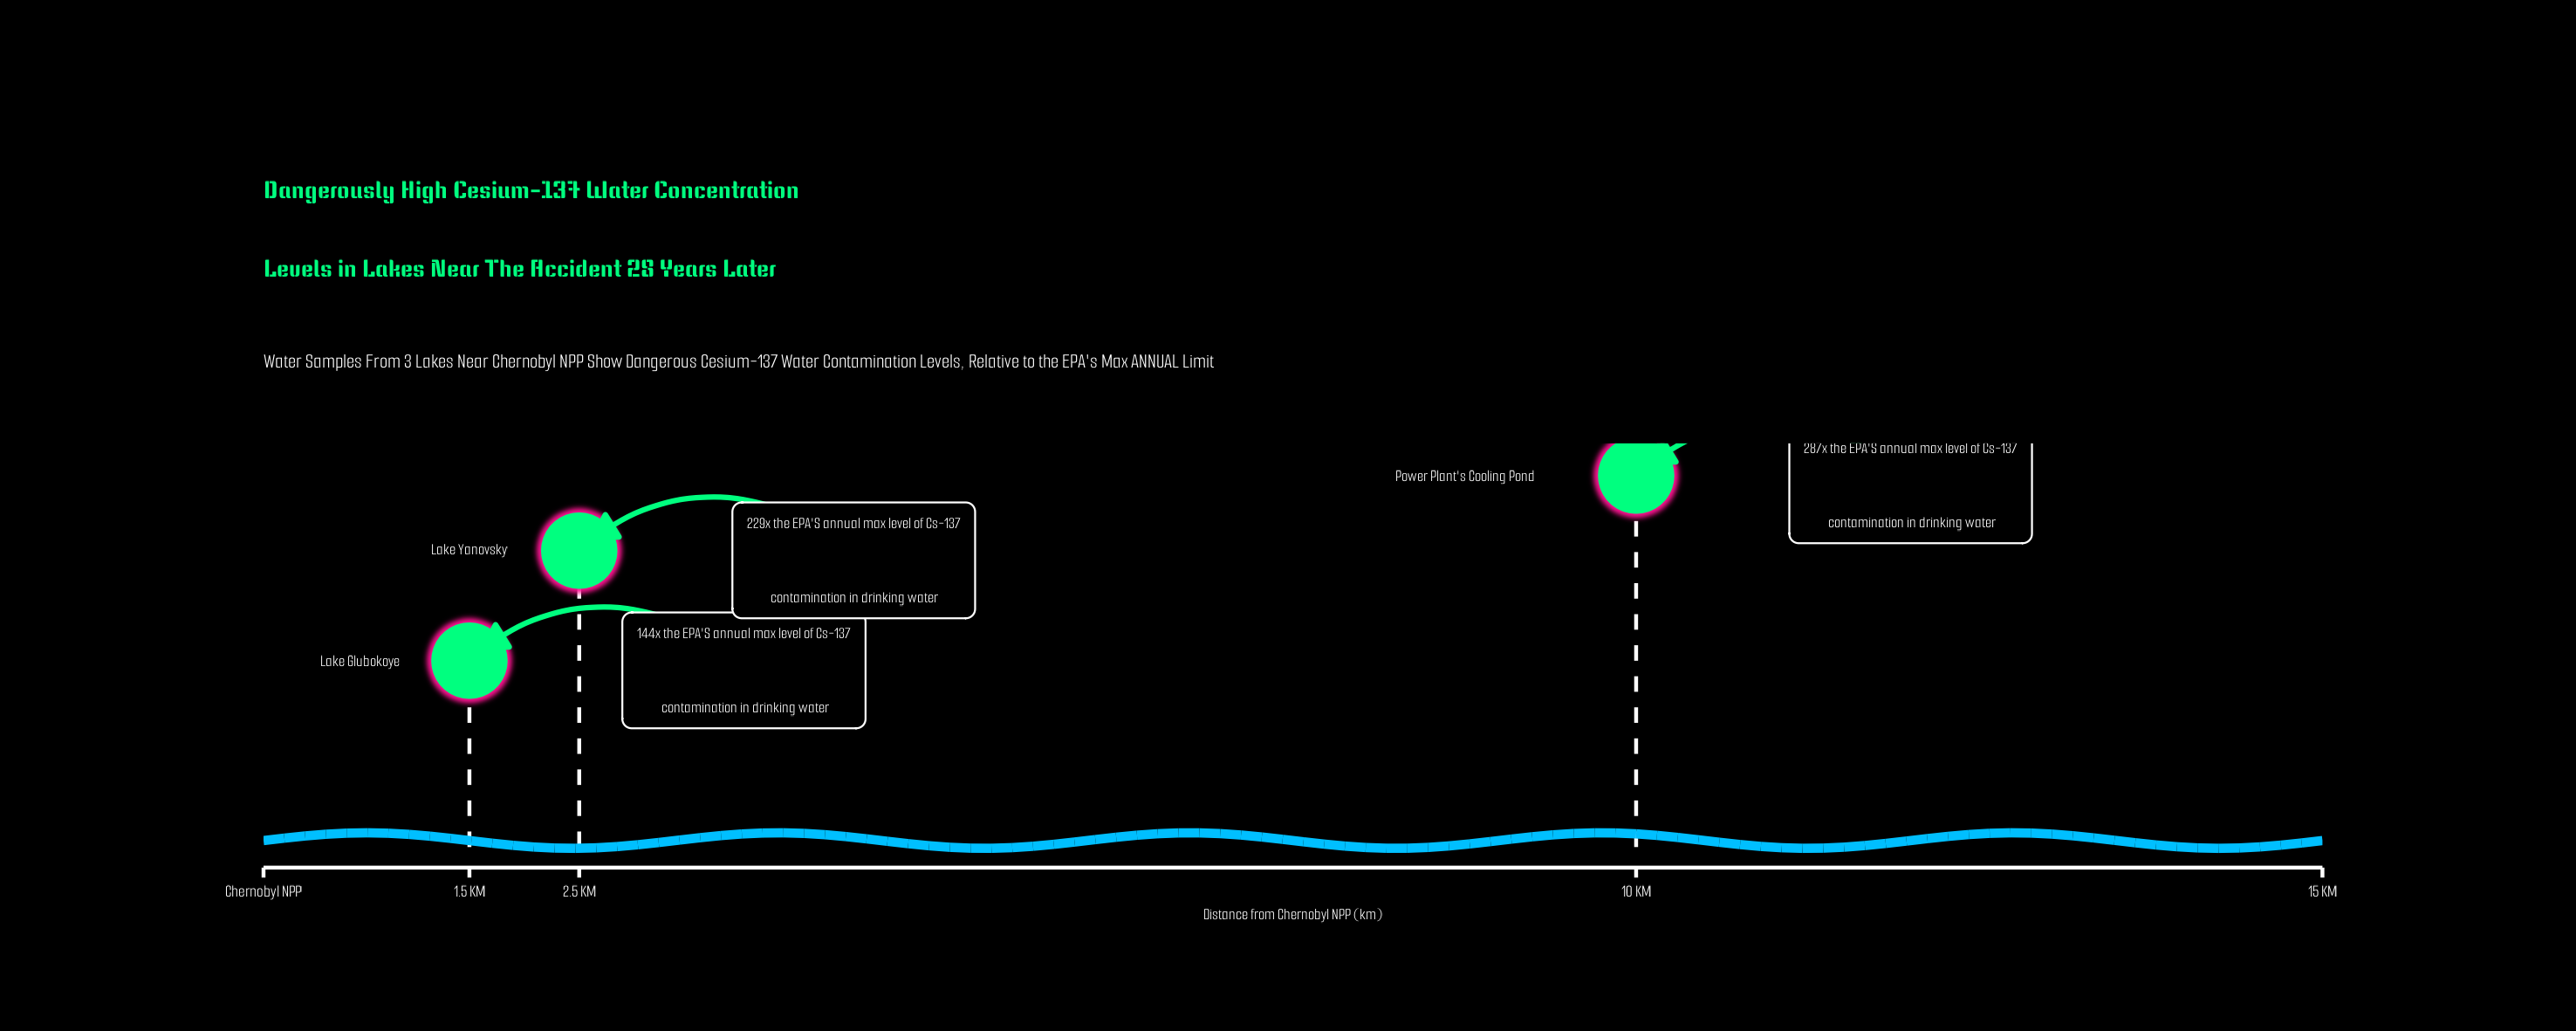 Dangerously High Cesium-137 Water Concentration
Levels in Lakes Near The Accident 25 Years Later
Water Samples From 3 Lakes Near Chernobyl NPP Show Dangerous Cesium-137 Water Contamination Levels, Relative to the EPA's Max ANNUAL Limit
287x the EPA'S annual max level of Cs-137
contamination in drinking water
Power Plant's Cooling Pond
229x the EPA'S annual max level of Cs-137
contamination in drinking water
Lake Yanovsky
144x the EPA'S annual max level of Cs-137
contamination in drinking water
Lake Glubokoye
Chernobyl NPP
1.5 KM
2.5 KM
10 KM
15 KM
Distance from Chernobyl NPP (km)